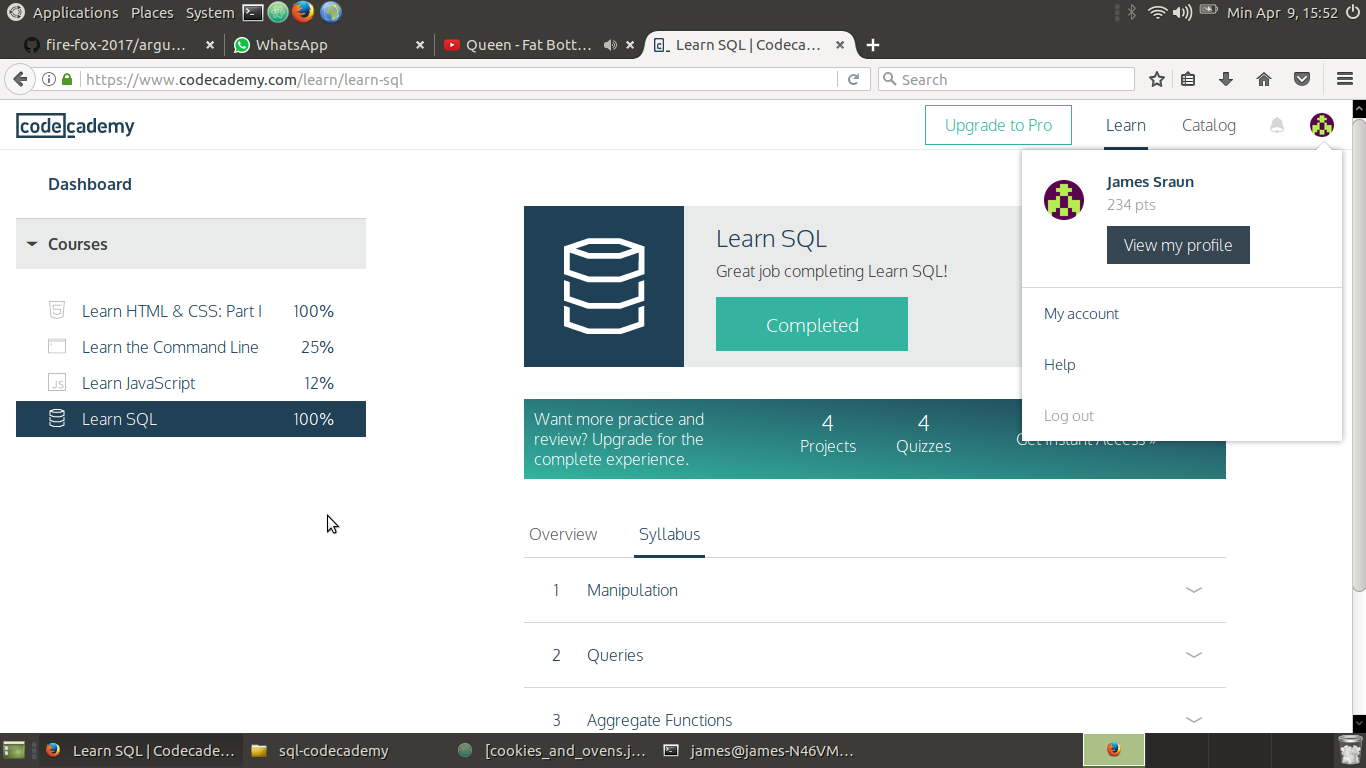 Applications Places System
Min Apr 9, 15:52
fire-fox-2017/argu...
WhatsApp
Queen - Fat Bott...
C_ Learn SQL | Codeca...
https://www.codecademy.com/learn/learn-sql
Search
codecademy
Upgrade to Pro
Learn
Catalog
James Sraun
234 pts
View my profile
My account
Help
Log out
Dashboard
Courses
Learn HTML & CSS: Part I 100%
Learn the Command Line 25%
JS Learn JavaScript 12%
Learn SQL 100%
Learn SQL
Great job completing Learn SQL!
Completed
Want more practice and
review? Upgrade for the
complete experience.
4
Projects
4
Quizzes
Get Instant Access »
Overview
Syllabus
1 Manipulation
2 Queries
3 Aggregate Functions
Learn SQL | Codecade...
sql-codecademy
[cookies_and_ovens.j...
james@james-N46VM...